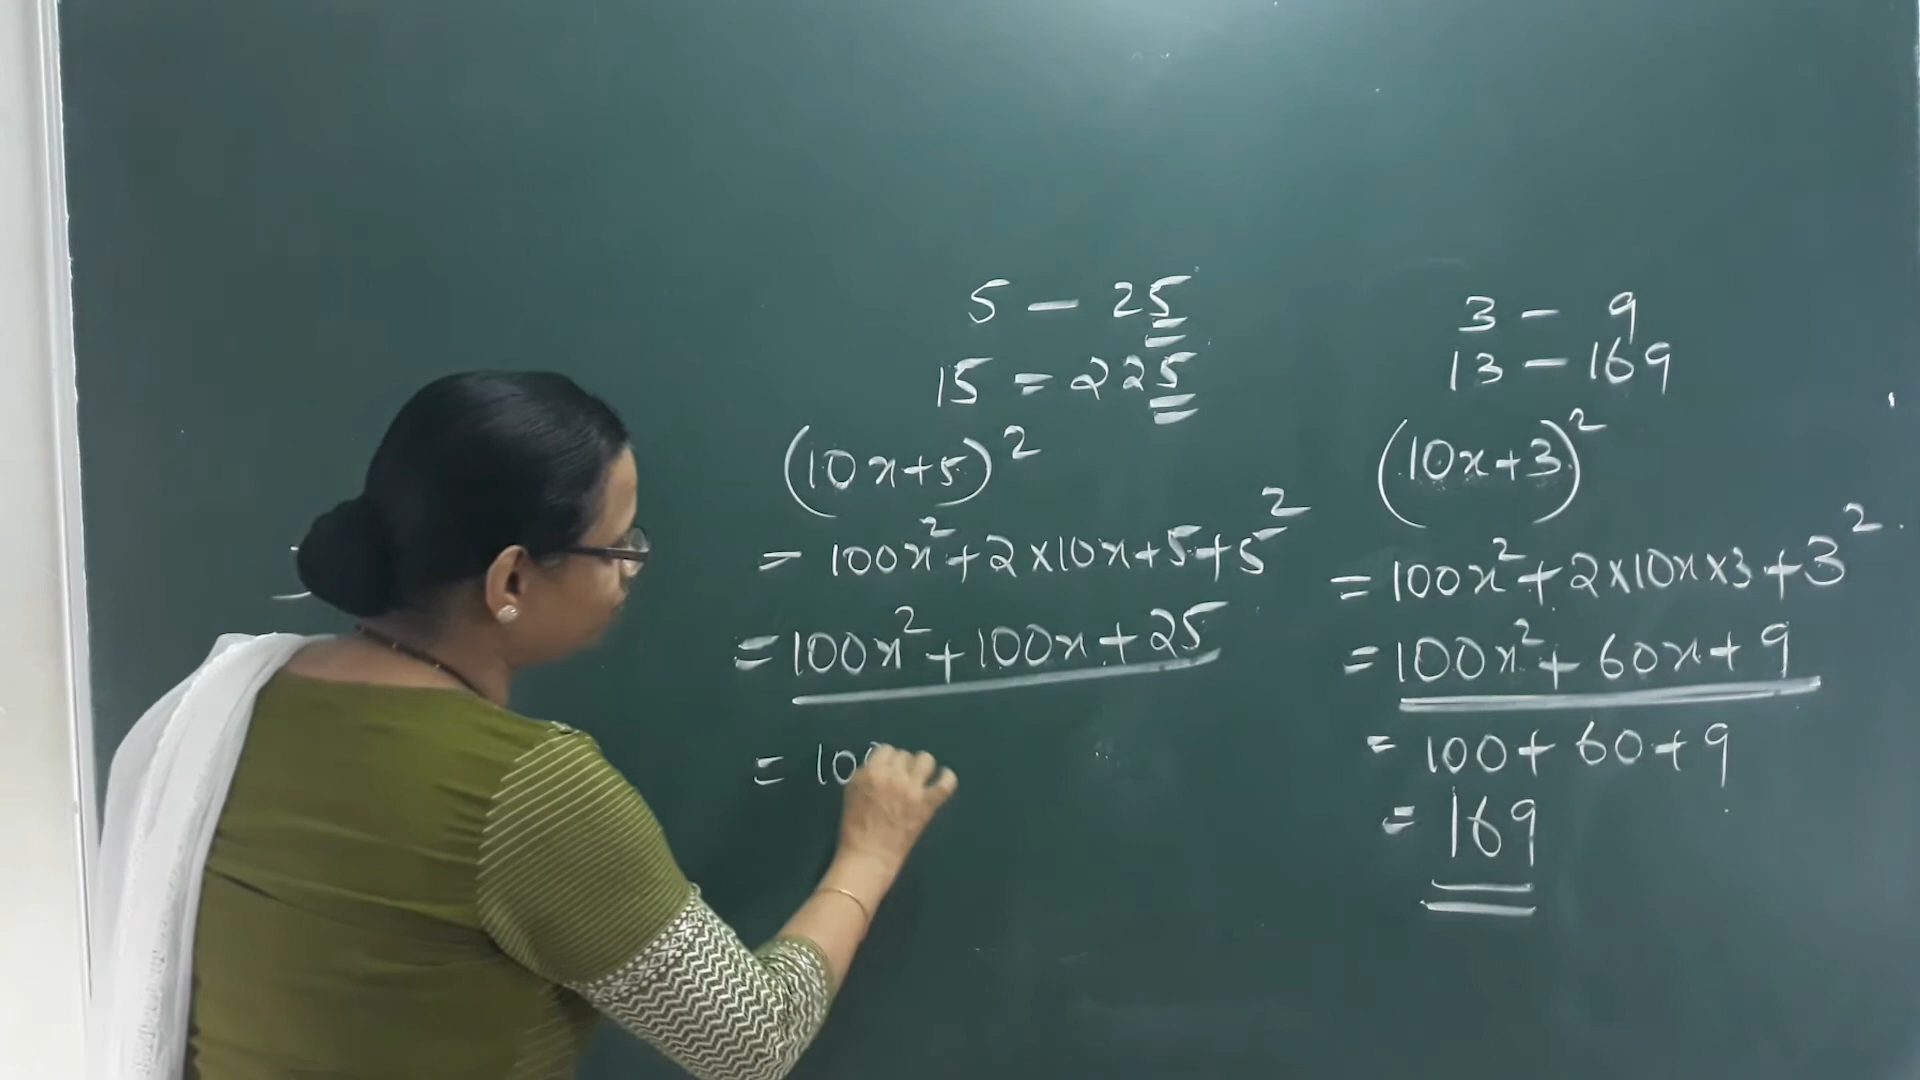 5 — 25
15 = 225
(10x+5)²
= 100x²+2×10x+5+5²
= 100x²+100x+25
= 100
3 — 9
13 — 169
(10x+3)²
= 100x²+2×10x×3+3²
= 100x²+60x+9
= 100+60+9
= 169